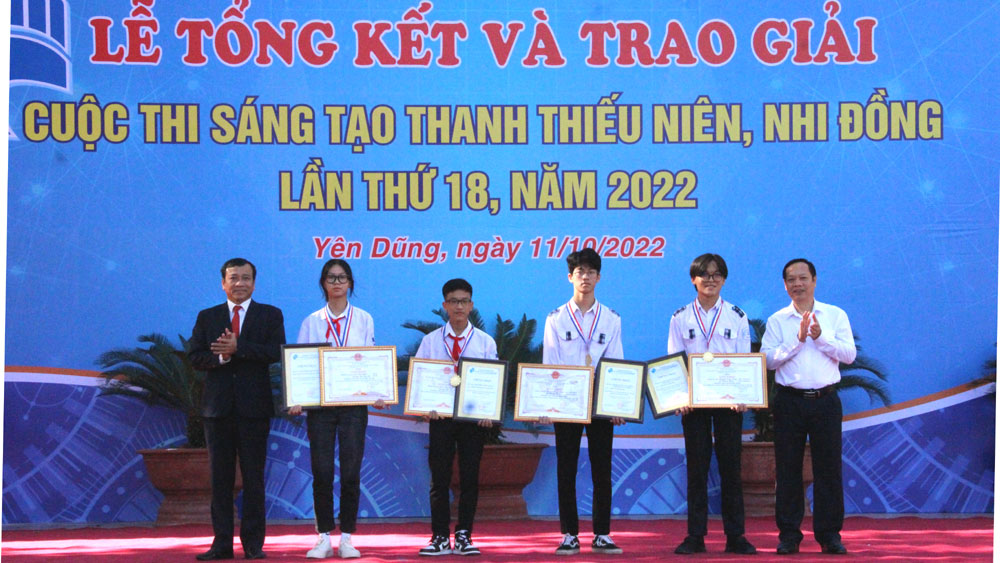 LỄ TỔNG KẾT VÀ TRAO GIẢI
CUỘC THI SÁNG TẠO THANH THIẾU NIÊN, NHI ĐỒNG
LẦN THỨ 18, NĂM 2022
Yên Dũng, ngày 11/10/2022